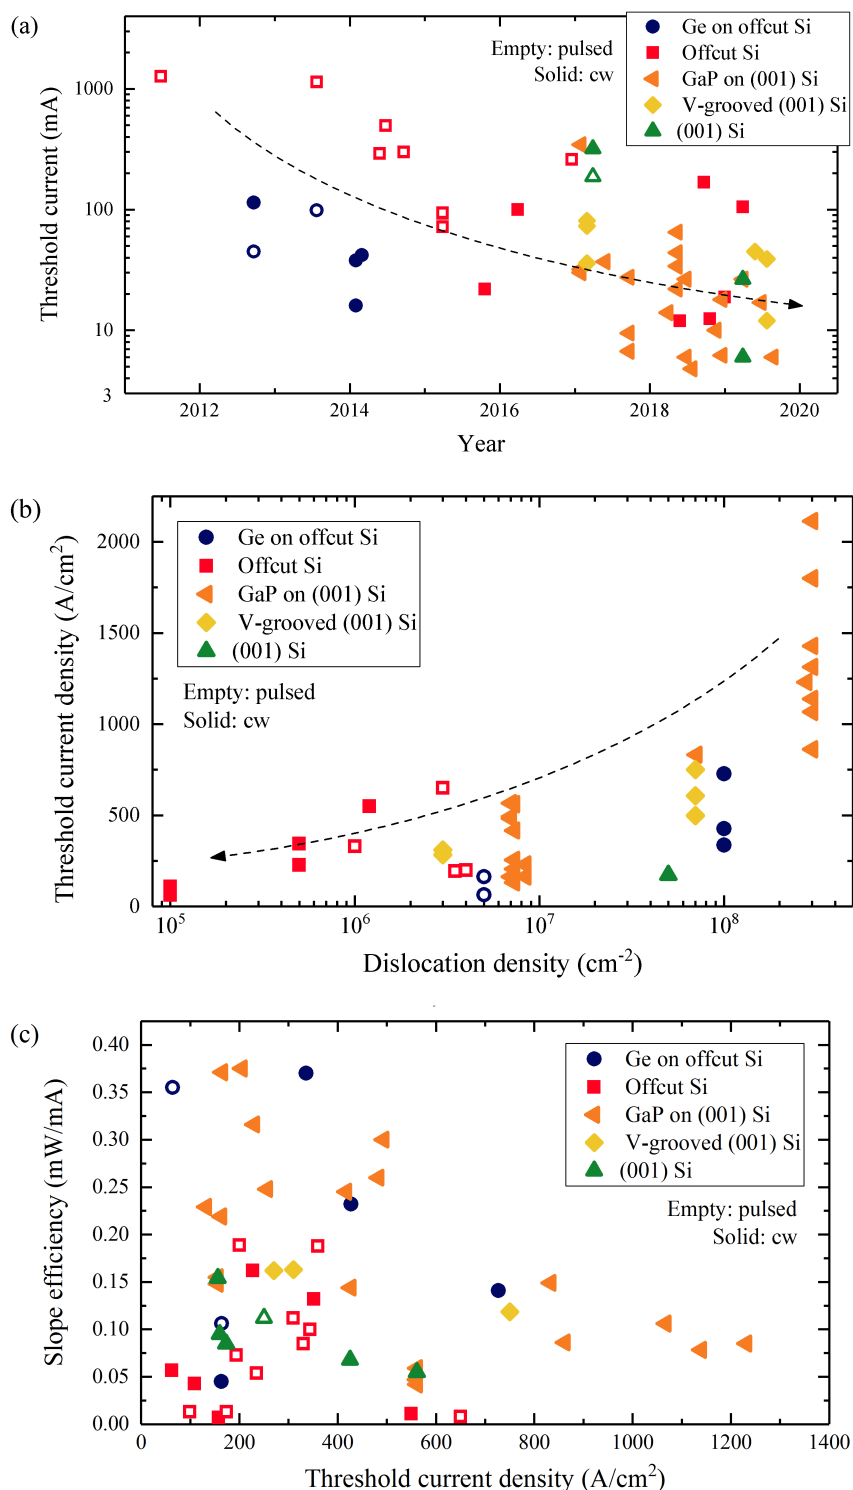 (a)
Ge on offcut Si
Offcut Si
GaP on (001) Si
V-grooved (001) Si
(001) Si
Empty: pulsed
Solid: cw
Threshold current (mA)
1000
100
10
3
2012 2014 2016 2018 2020
Year
(b)
Ge on offcut Si
Offcut Si
GaP on (001) Si
V-grooved (001) Si
(001) Si
Empty: pulsed
Solid: cw
Threshold current density (A/cm²)
2000
1500
1000
500
0
10⁵ 10⁶ 10⁷ 10⁸
Dislocation density (cm⁻²)
(c)
Ge on offcut Si
Offcut Si
GaP on (001) Si
V-grooved (001) Si
(001) Si
Empty: pulsed
Solid: cw
Slope efficiency (mW/mA)
0.40
0.35
0.30
0.25
0.20
0.15
0.10
0.05
0.00
0 200 400 600 800 1000 1200 1400
Threshold current density (A/cm²)